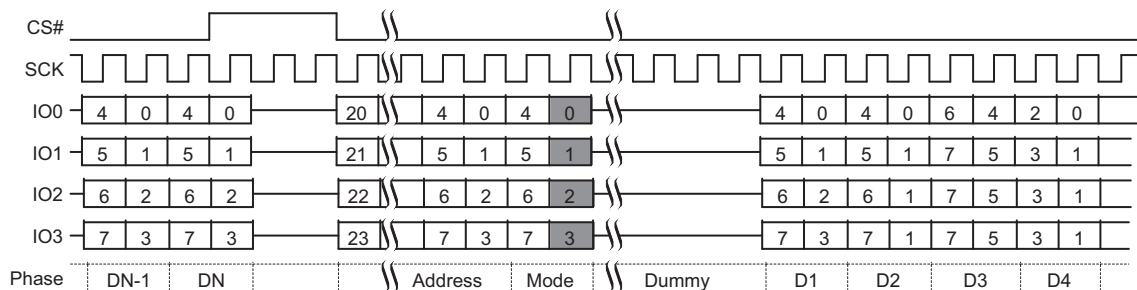 CS#
SCK
IO0 4 0 4 0 20 4 0 4 0 4 0 4 0 6 4 2 0
IO1 5 1 5 1 21 5 1 5 1 5 1 5 1 7 5 3 1
IO2 6 2 6 2 22 6 2 6 2 6 2 6 1 7 5 3 1
IO3 7 3 7 3 23 7 3 7 3 7 3 7 1 7 5 3 1
Phase DN-1 DN Address Mode Dummy D1 D2 D3 D4